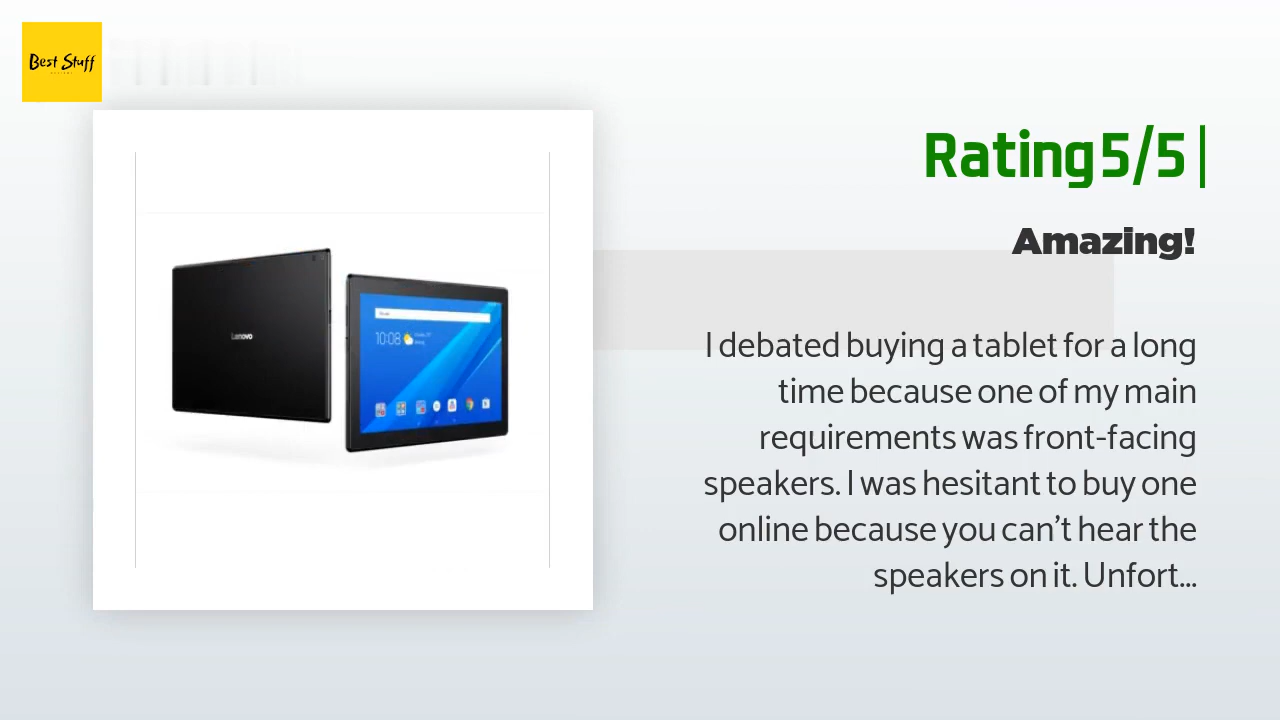 Best Stuff
Rating 5/5 |
Amazing!
I debated buying a tablet for a long
time because one of my main
requirements was front-facing
speakers. I was hesitant to buy one
online because you can't hear the
speakers on it. Unfort...
Lenovo
10:08